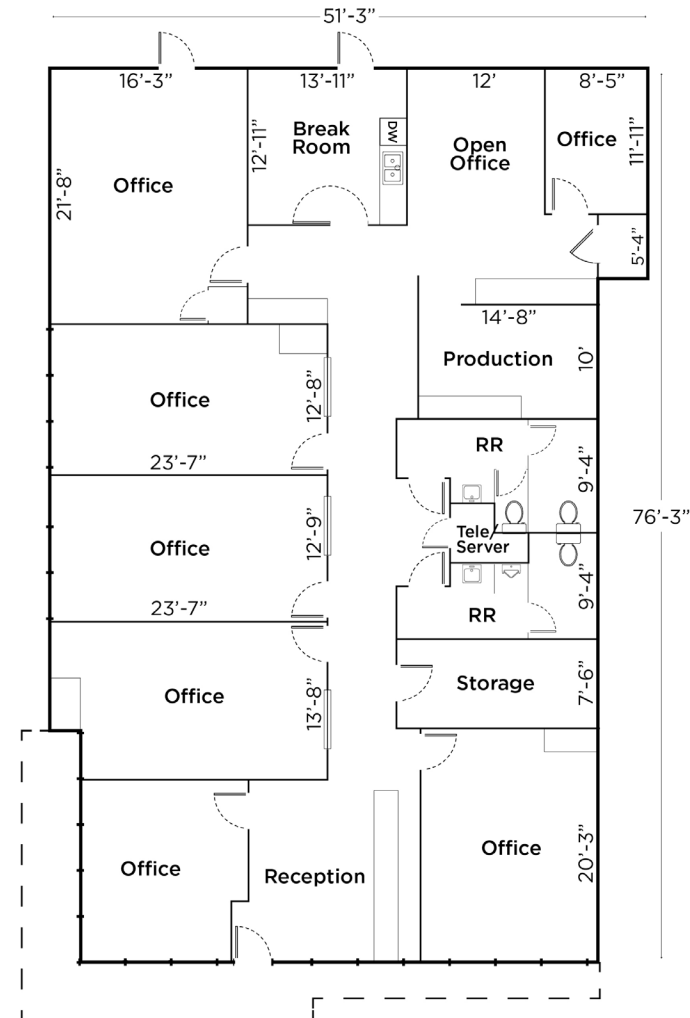 51'-3"
16'-3"
13'-11"
12'
8'-5"
21'-8"
12'-11"
Break
Room
DW
Open
Office
Office
11'-11"
Office
5'-4"
14'-8"
Production
10'
Office
12'-8"
23'-7"
RR
9'-4"
76'-3"
Office
12'-9"
Tele/
Server
23'-7"
RR
9'-4"
Office
13'-8"
Storage
7'-6"
Office
Reception
Office
20'-3"